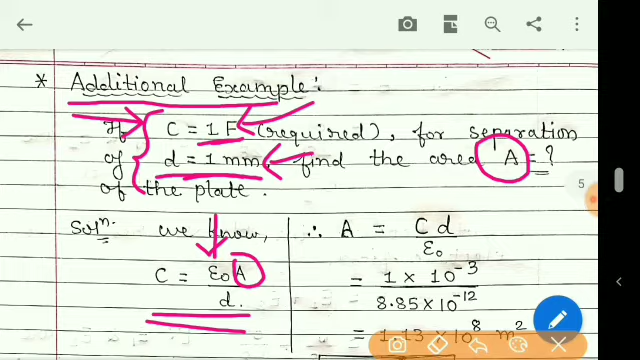 * Additional Example:
If C = 1 F (required), for separation
of d = 1 mm, find the area A = ?
of the plate.
5
Solⁿ. we know,
C = ε₀A / d.
∴ A = C d / ε₀
= 1 × 10⁻³ / 8.85 × 10⁻¹²
= 1.13 × 10⁸ m²